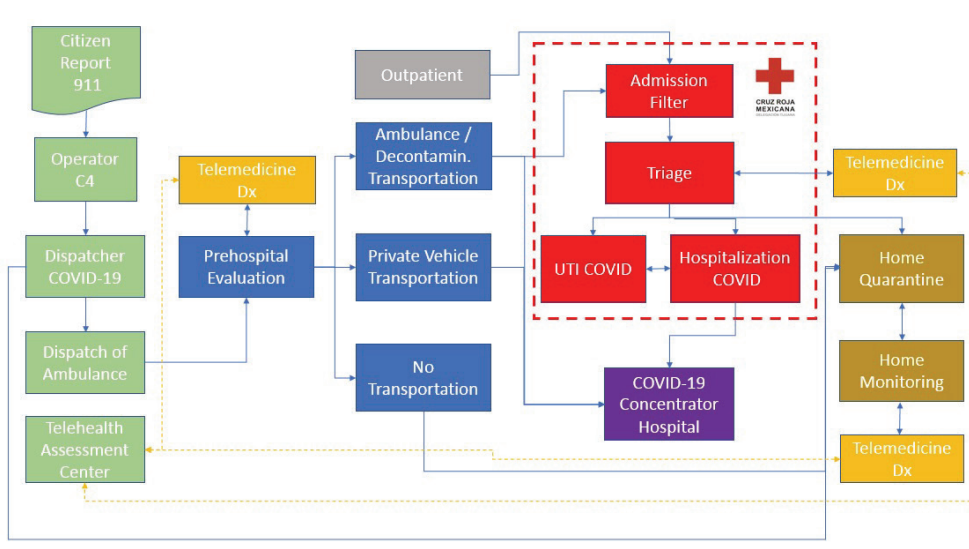 Citizen
Report
911
Operator
C4
Dispatcher
COVID-19
Dispatch of
Ambulance
Telehealth
Assessment
Center
Telemedicine
Dx
Prehospital
Evaluation
Outpatient
Ambulance /
Decontamin.
Transportation
Private Vehicle
Transportation
No
Transportation
Admission
Filter
CRUZ ROJA
MEXICANA
Triage
UTI COVID
Hospitalization
COVID
COVID-19
Concentrator
Hospital
Telemedicine
Dx
Home
Quarantine
Home
Monitoring
Telemedicine
Dx